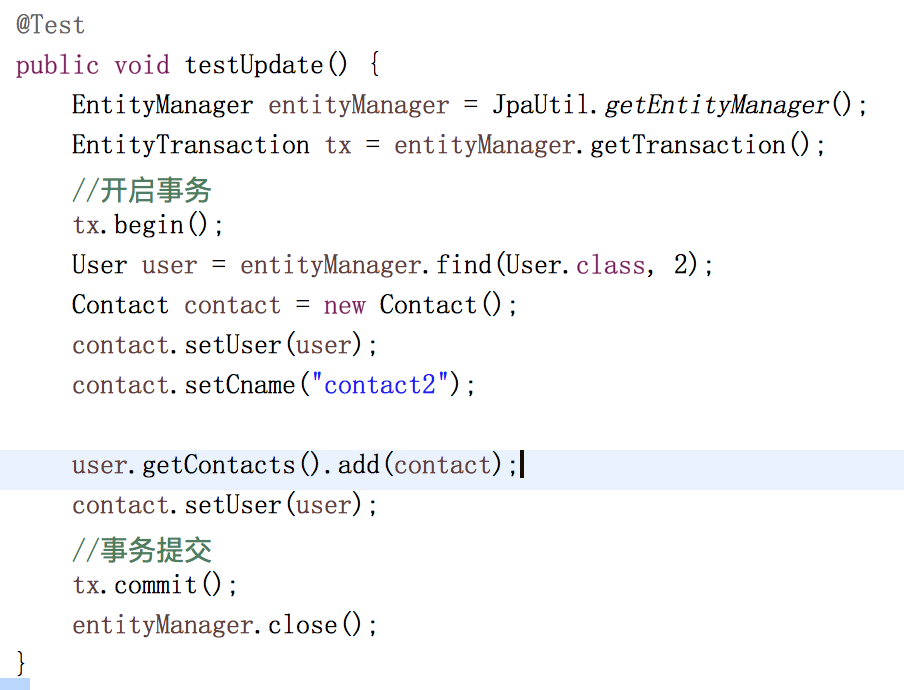 @Test
public void testUpdate() {
    EntityManager entityManager = JpaUtil.getEntityManager();
    EntityTransaction tx = entityManager.getTransaction();
    //开启事务
    tx.begin();
    User user = entityManager.find(User.class, 2);
    Contact contact = new Contact();
    contact.setUser(user);
    contact.setCname("contact2");

    user.getContacts().add(contact);
    contact.setUser(user);
    //事务提交
    tx.commit();
    entityManager.close();
}